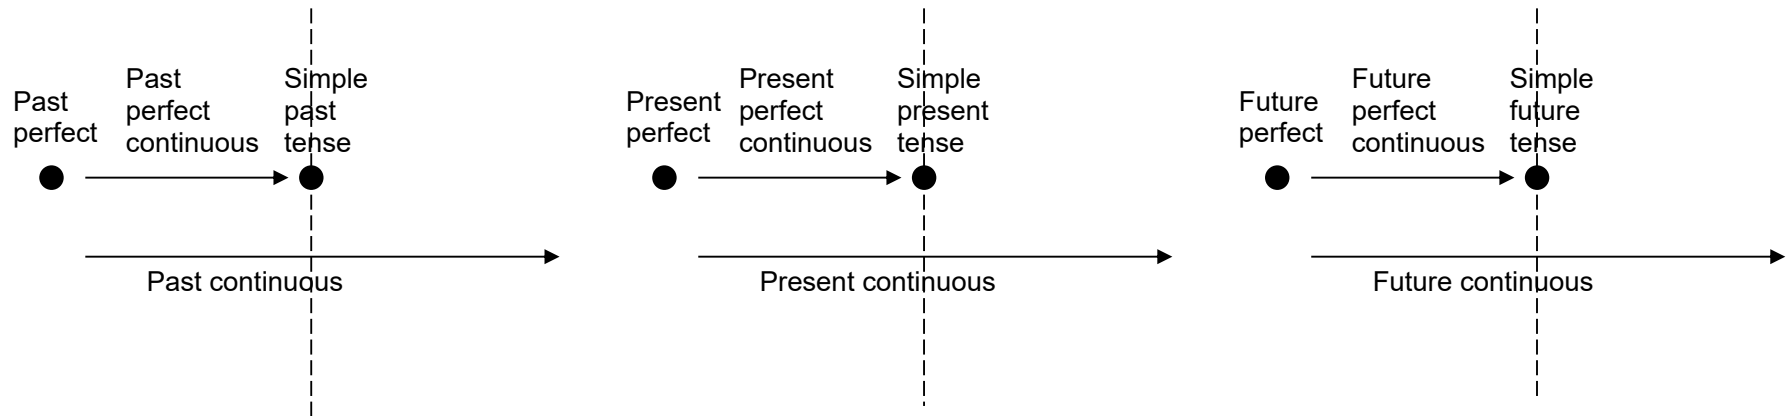 Past
perfect
Past
perfect
continuous
Simple
past
tense
Past continuous
Present
perfect
Present
perfect
continuous
Simple
present
tense
Present continuous
Future
perfect
Future
perfect
continuous
Simple
future
tense
Future continuous